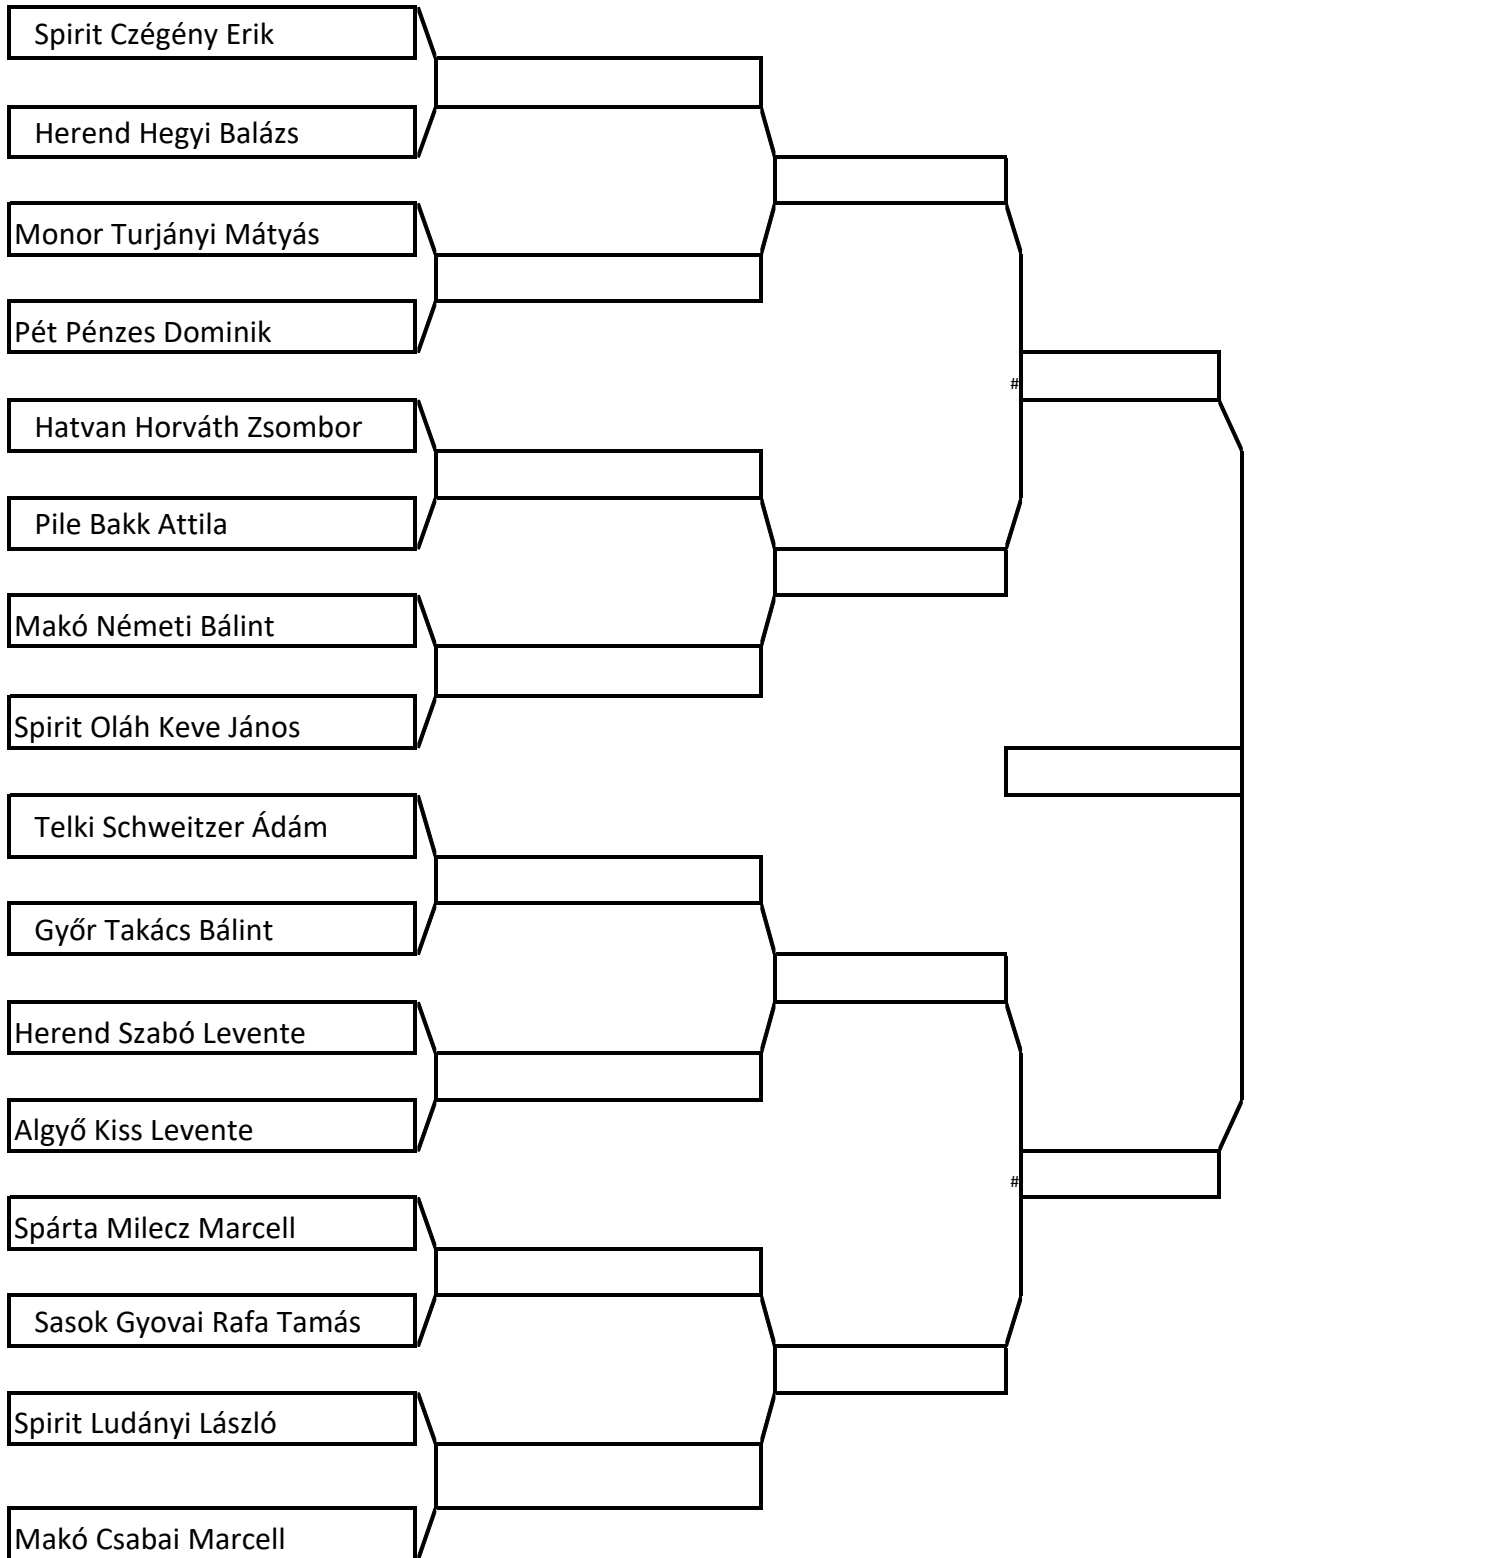 Spirit Czégény Erik
Herend Hegyi Balázs
Monor Turjányi Mátyás
Pét Pénzes Dominik
#
Hatvan Horváth Zsombor
Pile Bakk Attila
Makó Németi Bálint
Spirit Oláh Keve János
Telki Schweitzer Ádám
Győr Takács Bálint
Herend Szabó Levente
Algyő Kiss Levente
#
Spárta Milecz Marcell
Sasok Gyovai Rafa Tamás
Spirit Ludányi László
Makó Csabai Marcell